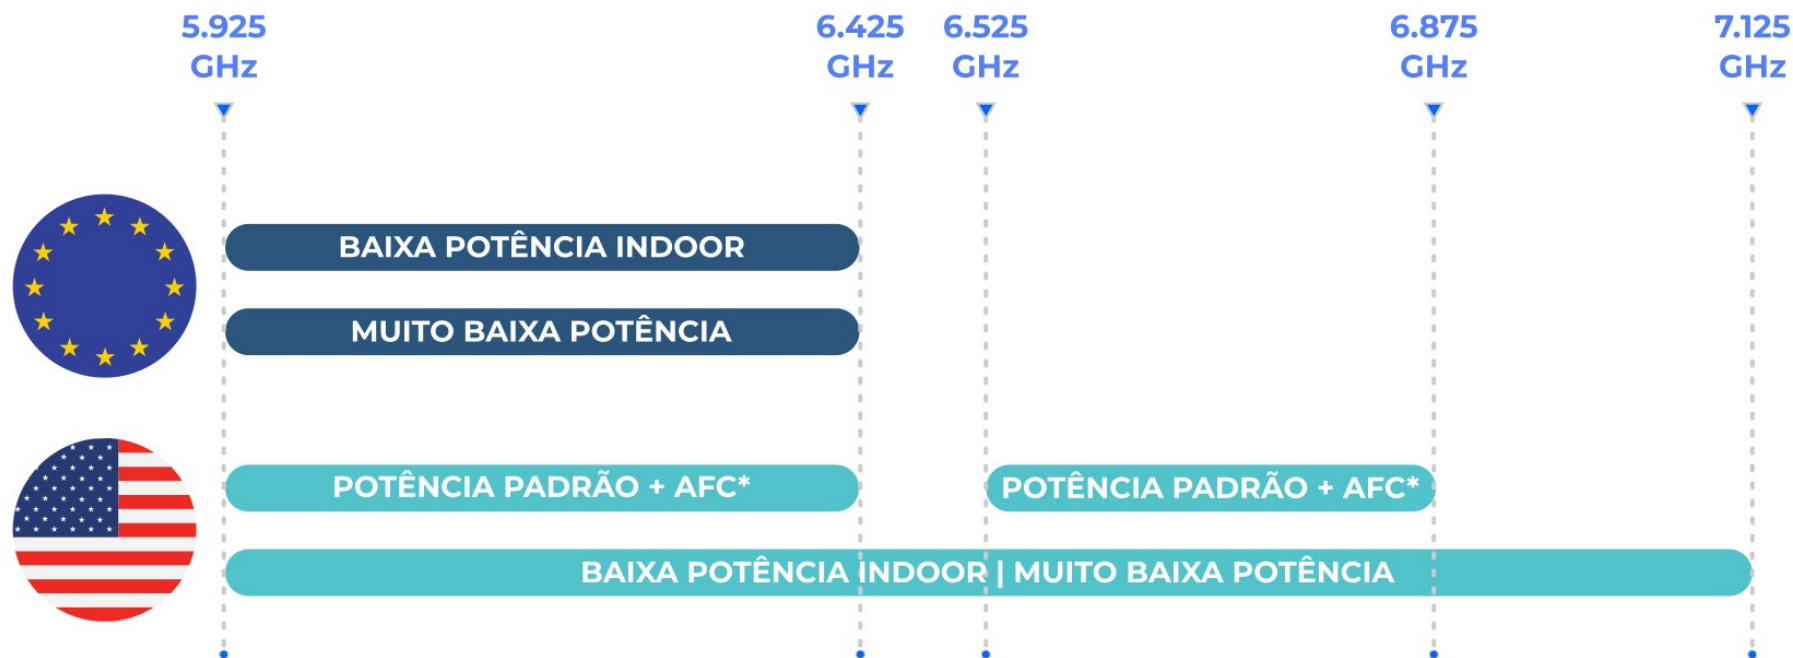 5.925 6.425 6.525 6.875 7.125
GHz GHz GHz GHz GHz
BAIXA POTÊNCIA INDOOR
MUITO BAIXA POTÊNCIA
POTÊNCIA PADRÃO + AFC* POTÊNCIA PADRÃO + AFC*
BAIXA POTÊNCIA INDOOR | MUITO BAIXA POTÊNCIA